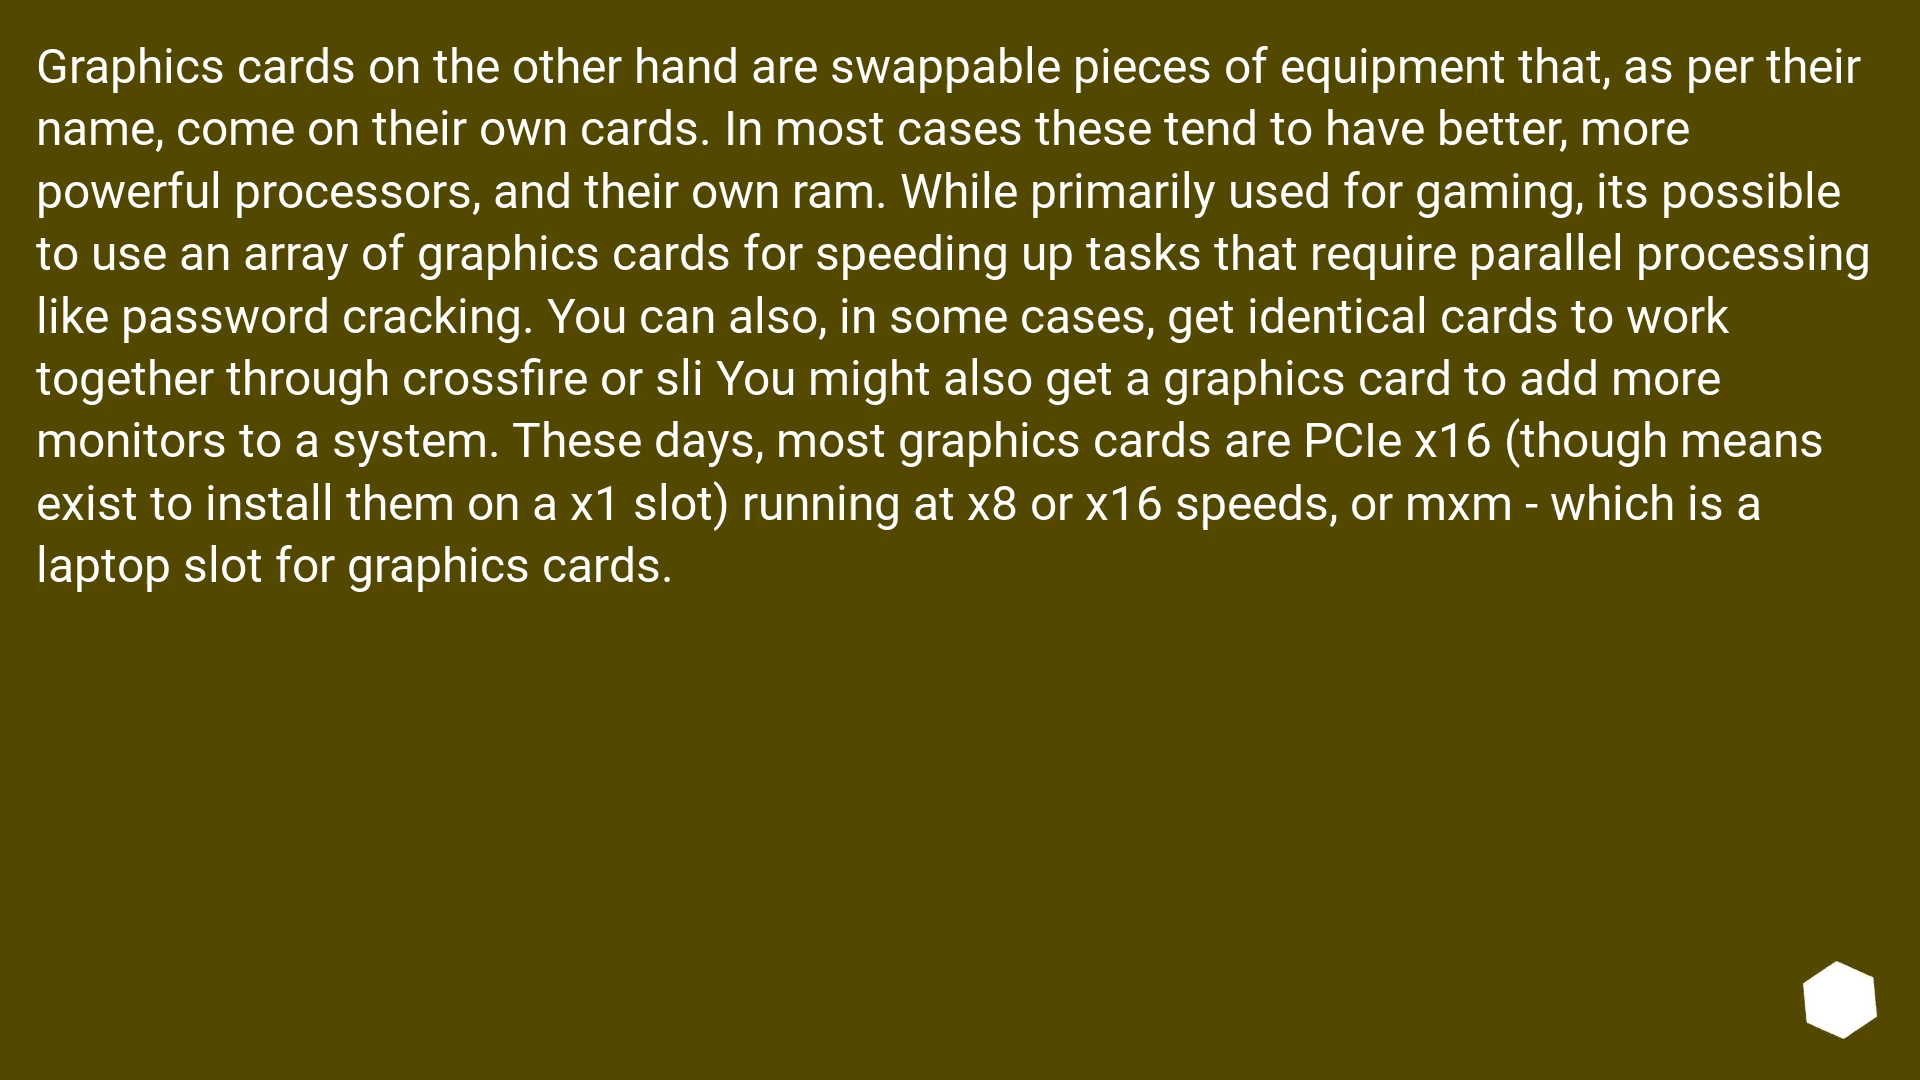 Graphics cards on the other hand are swappable pieces of equipment that, as per their
name, come on their own cards. In most cases these tend to have better, more
powerful processors, and their own ram. While primarily used for gaming, its possible
to use an array of graphics cards for speeding up tasks that require parallel processing
like password cracking. You can also, in some cases, get identical cards to work
together through crossfire or sli You might also get a graphics card to add more
monitors to a system. These days, most graphics cards are PCIe x16 (though means
exist to install them on a x1 slot) running at x8 or x16 speeds, or mxm - which is a
laptop slot for graphics cards.